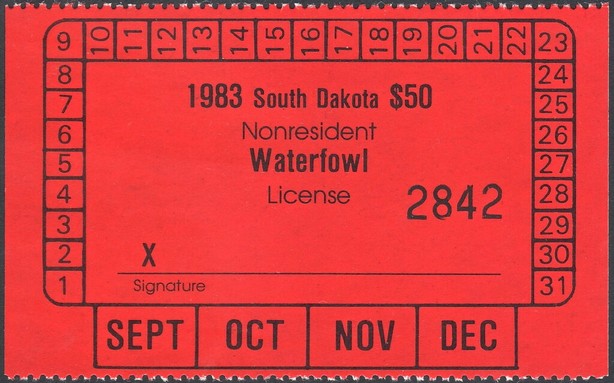 9 10 11 12 13 14 15 16 17 18 19 20 21 22 23
8 24
7 25
6 26
5 27
4 28
3 29
2 30
1 31
1983 South Dakota $50
Nonresident
Waterfowl
License
2842
X
Signature
SEPT OCT NOV DEC